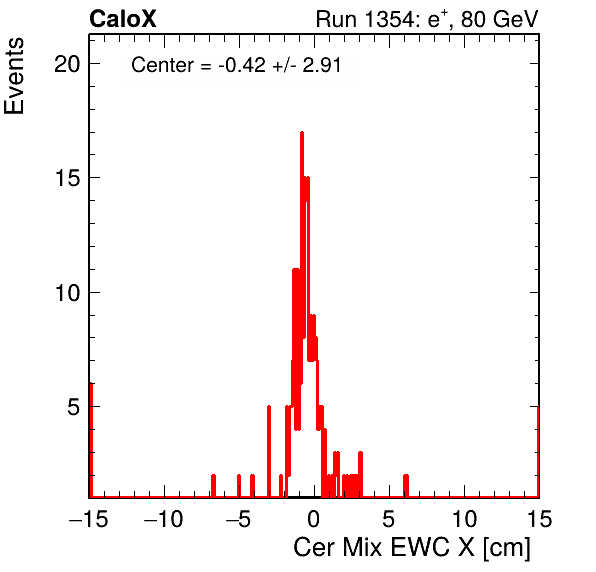 CaloX Run 1354: e⁺, 80 GeV
Events
Center = -0.42 +/- 2.91
20
15
10
5
−15 −10 −5 0 5 10 15
Cer Mix EWC X [cm]